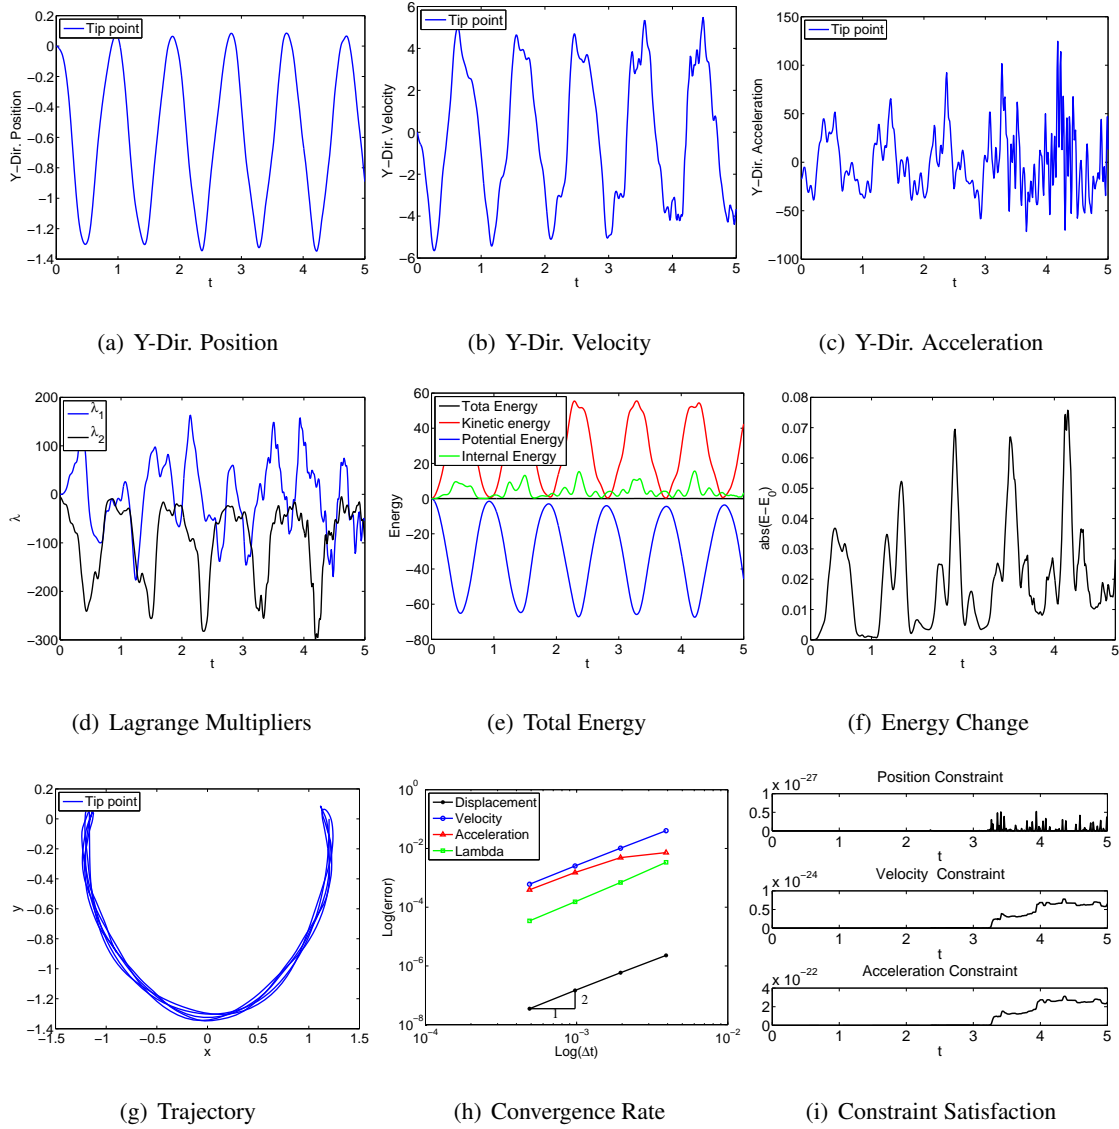 Tip point
Y−Dir. Position
0.2
0
−0.2
−0.4
−0.6
−0.8
−1
−1.2
−1.4
0 1 2 3 4 5
t
(a) Y-Dir. Position
Tip point
Y−Dir. Velocity
6
4
2
0
−2
−4
−6
0 1 2 3 4 5
t
(b) Y-Dir. Velocity
Tip point
Y−Dir. Acceleration
150
100
50
0
−50
−100
0 1 2 3 4 5
t
(c) Y-Dir. Acceleration
λ1
λ2
λ
200
100
0
−100
−200
−300
0 1 2 3 4 5
t
(d) Lagrange Multipliers
Tota Energy
Kinetic energy
Potential Energy
Internal Energy
Energy
60
40
20
0
−20
−40
−60
−80
0 1 2 3 4 5
t
(e) Total Energy
abs(E−E0)
0.08
0.07
0.06
0.05
0.04
0.03
0.02
0.01
0
0 1 2 3 4 5
t
(f) Energy Change
Tip point
y
0.2
0
−0.2
−0.4
−0.6
−0.8
−1
−1.2
−1.4
−1.5 −1 −0.5 0 0.5 1 1.5
x
(g) Trajectory
Displacement
Velocity
Acceleration
Lambda
Log(error)
10^0
10^−2
10^−4
10^−6
10^−8
2
1
10^−4 10^−3 10^−2
Log(Δt)
(h) Convergence Rate
x 10^−27
Position Constraint
1
0.5
0
0 1 2 3 4 5
t
x 10^−24
Velocity Constraint
1
0.5
0
0 1 2 3 4 5
t
x 10^−22
Acceleration Constraint
4
2
0
0 1 2 3 4 5
t
(i) Constraint Satisfaction